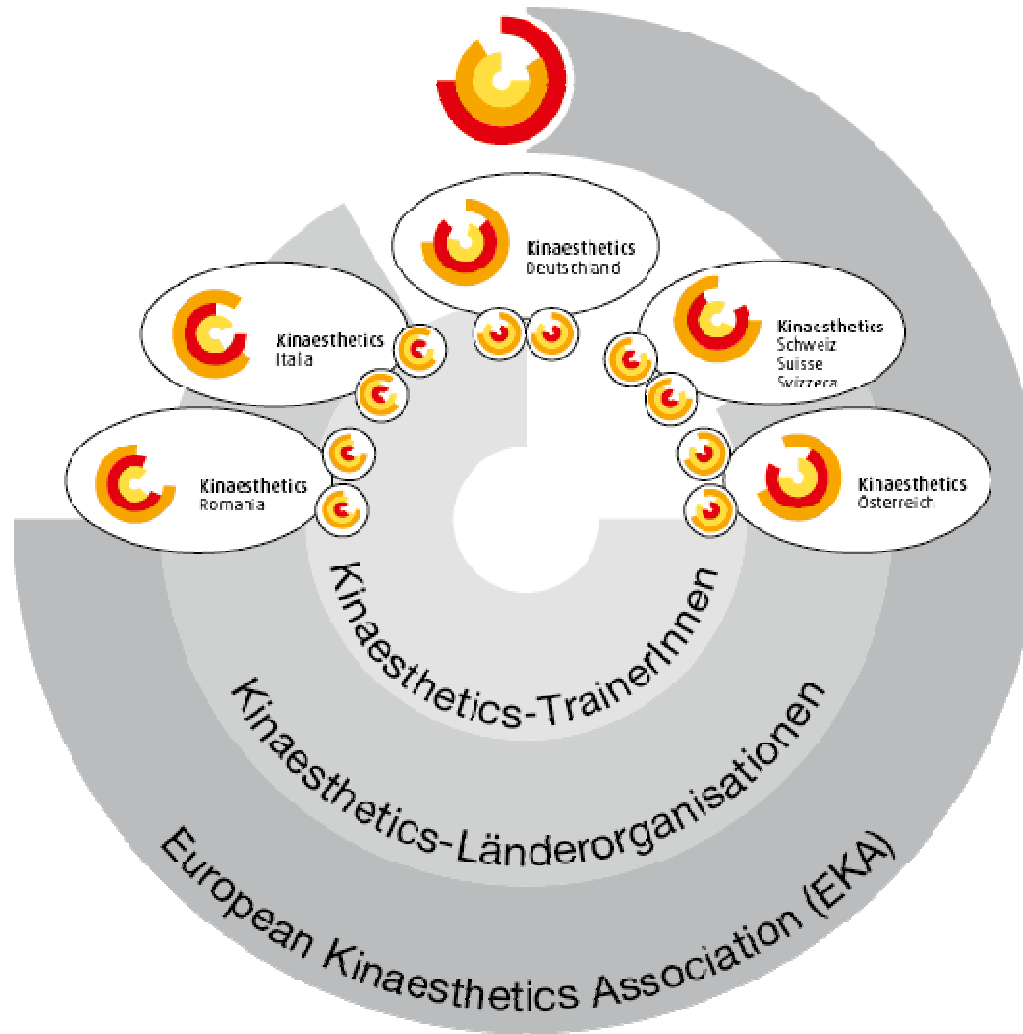 Kinaesthetics
Deutschland
Kinaesthetics
Italia
Kinaesthetics
Schweiz
Suisse
Svizzera
Kinaesthetics
Romania
Kinaesthetics
Österreich
Kinaesthetics-TrainerInnen
Kinaesthetics-Länderorganisationen
European Kinaesthetics Association (EKA)